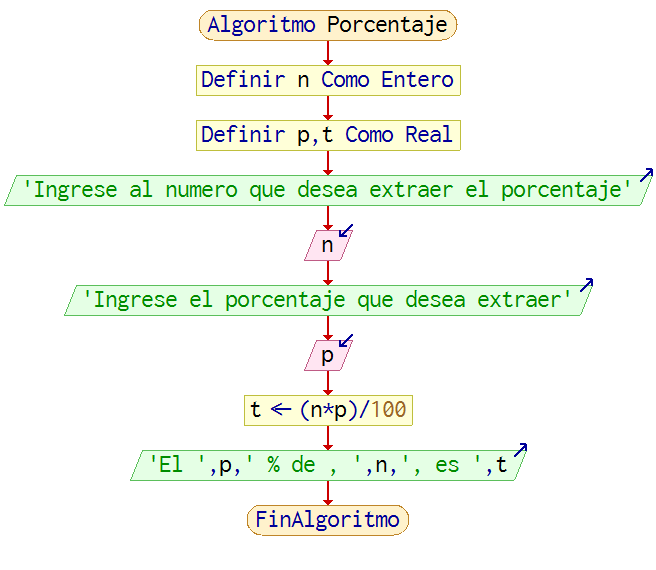 Algoritmo Porcentaje
Definir n Como Entero
Definir p,t Como Real
'Ingrese al numero que desea extraer el porcentaje'
n
'Ingrese el porcentaje que desea extraer'
p
t ← (n*p)/100
'El ',p,' % de , ',n,', es ',t
FinAlgoritmo